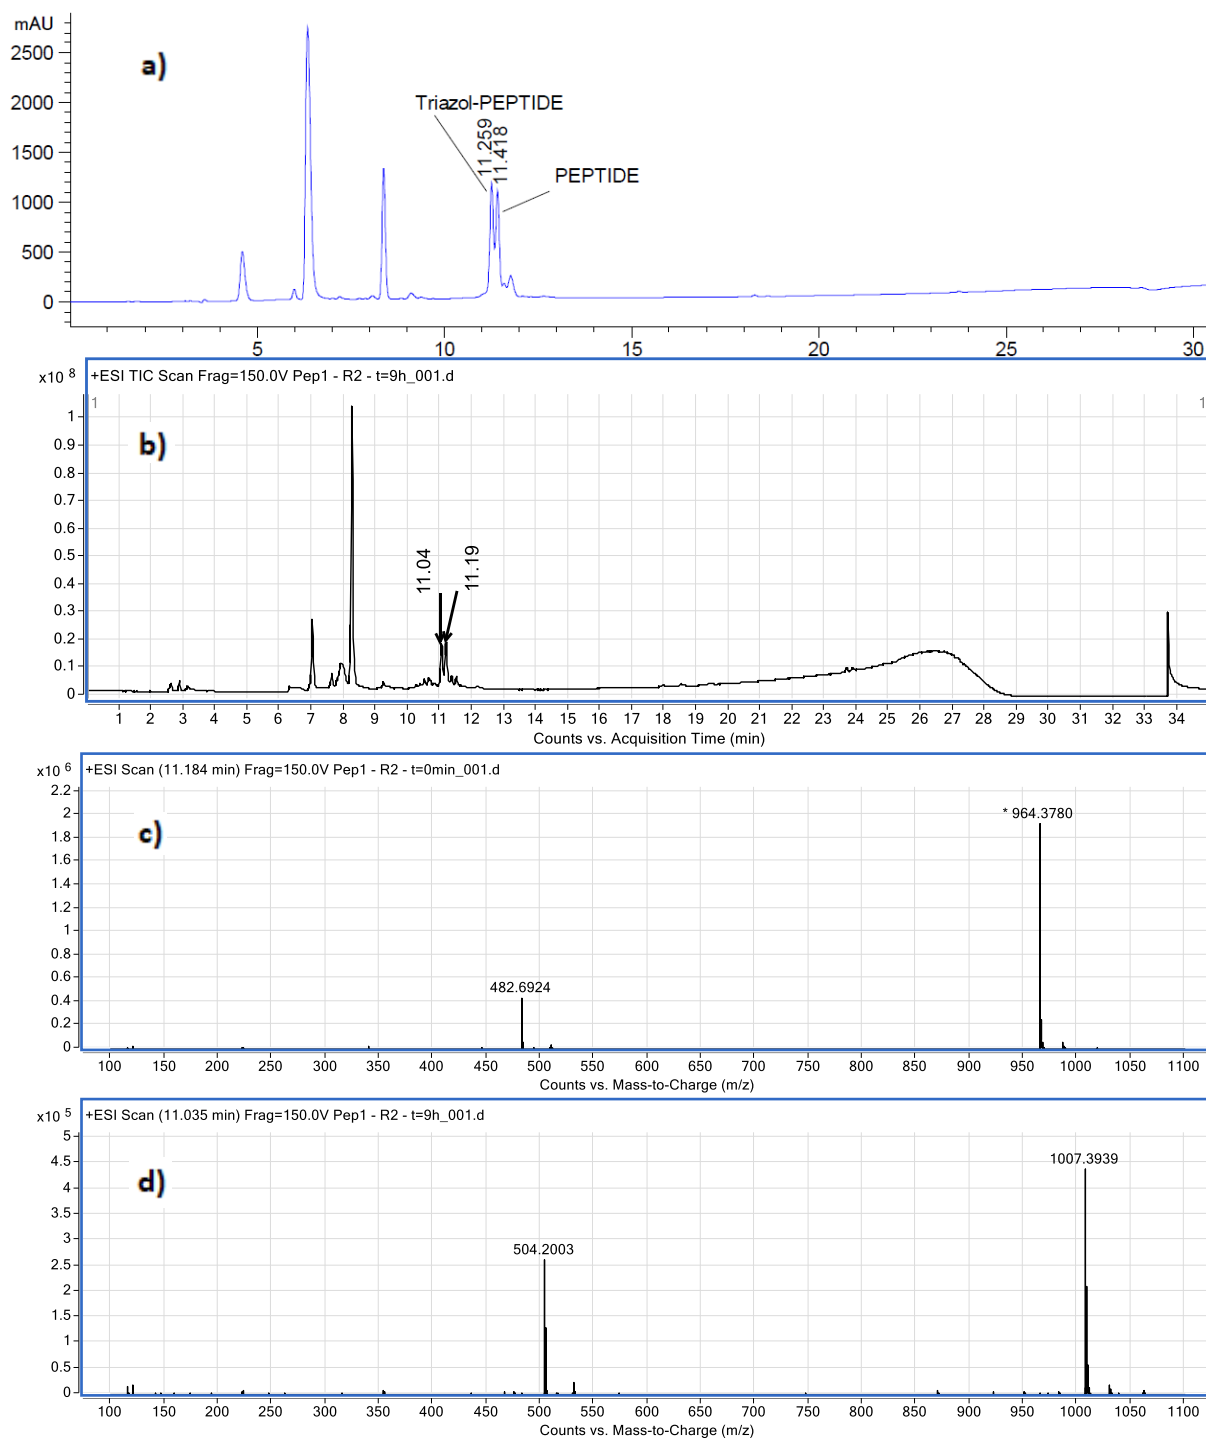 mAU
a)
2500
2000
1500
1000
500
0
Triazol-PEPTIDE
11.259
11.418
PEPTIDE
5 10 15 20 25 30
x10 8
+ESI TIC Scan Frag=150.0V Pep1 - R2 - t=9h_001.d
1 1
b)
1
0.9
0.8
0.7
0.6
0.5
0.4
0.3
0.2
0.1
0
11.04
11.19
1 2 3 4 5 6 7 8 9 10 11 12 13 14 15 16 17 18 19 20 21 22 23 24 25 26 27 28 29 30 31 32 33 34
Counts vs. Acquisition Time (min)
x10 6
+ESI Scan (11.184 min) Frag=150.0V Pep1 - R2 - t=0min_001.d
c)
2.2
2
1.8
1.6
1.4
1.2
1
0.8
0.6
0.4
0.2
0
* 964.3780
482.6924
100 150 200 250 300 350 400 450 500 550 600 650 700 750 800 850 900 950 1000 1050 1100
Counts vs. Mass-to-Charge (m/z)
x10 5
+ESI Scan (11.035 min) Frag=150.0V Pep1 - R2 - t=9h_001.d
d)
5
4.5
4
3.5
3
2.5
2
1.5
1
0.5
0
1007.3939
504.2003
100 150 200 250 300 350 400 450 500 550 600 650 700 750 800 850 900 950 1000 1050 1100
Counts vs. Mass-to-Charge (m/z)